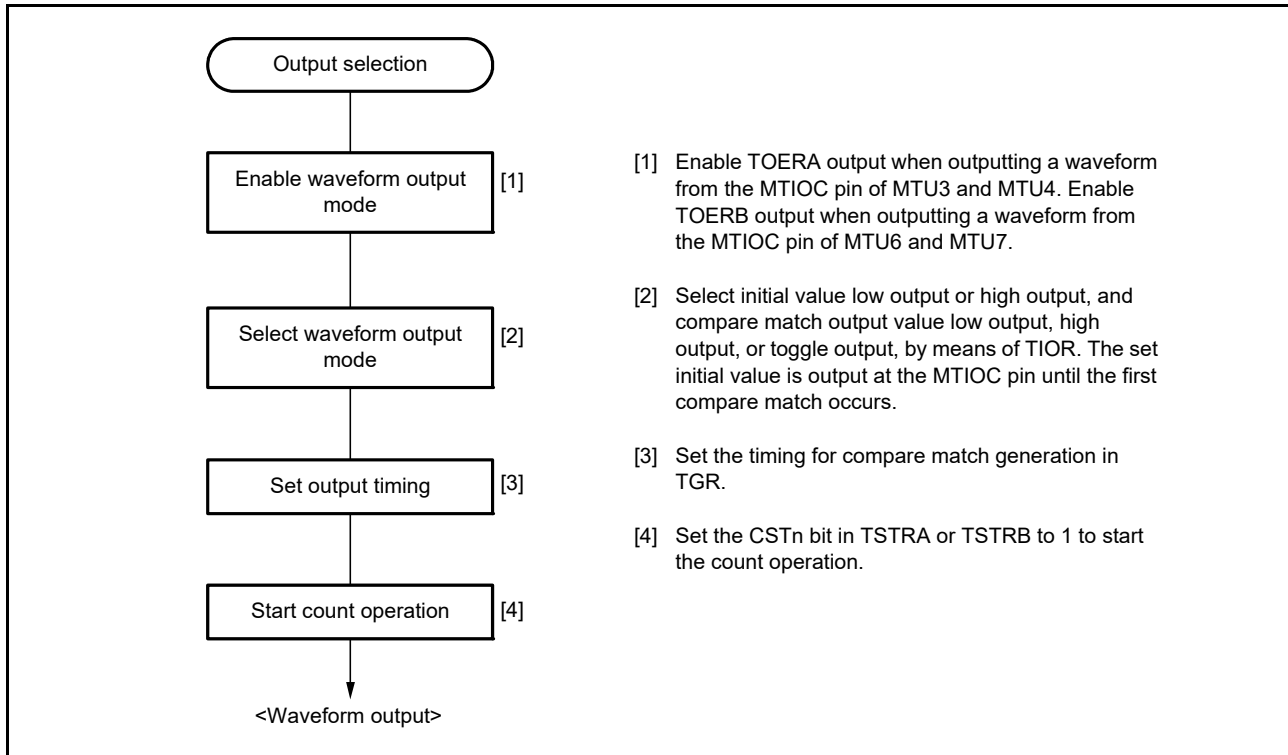 Output selection
Enable waveform output
mode
[1]
Select waveform output
mode
[2]
Set output timing
[3]
Start count operation
[4]
<Waveform output>
[1] Enable TOERA output when outputting a waveform
from the MTIOC pin of MTU3 and MTU4. Enable
TOERB output when outputting a waveform from
the MTIOC pin of MTU6 and MTU7.
[2] Select initial value low output or high output, and
compare match output value low output, high
output, or toggle output, by means of TIOR. The set
initial value is output at the MTIOC pin until the first
compare match occurs.
[3] Set the timing for compare match generation in
TGR.
[4] Set the CSTn bit in TSTRA or TSTRB to 1 to start
the count operation.